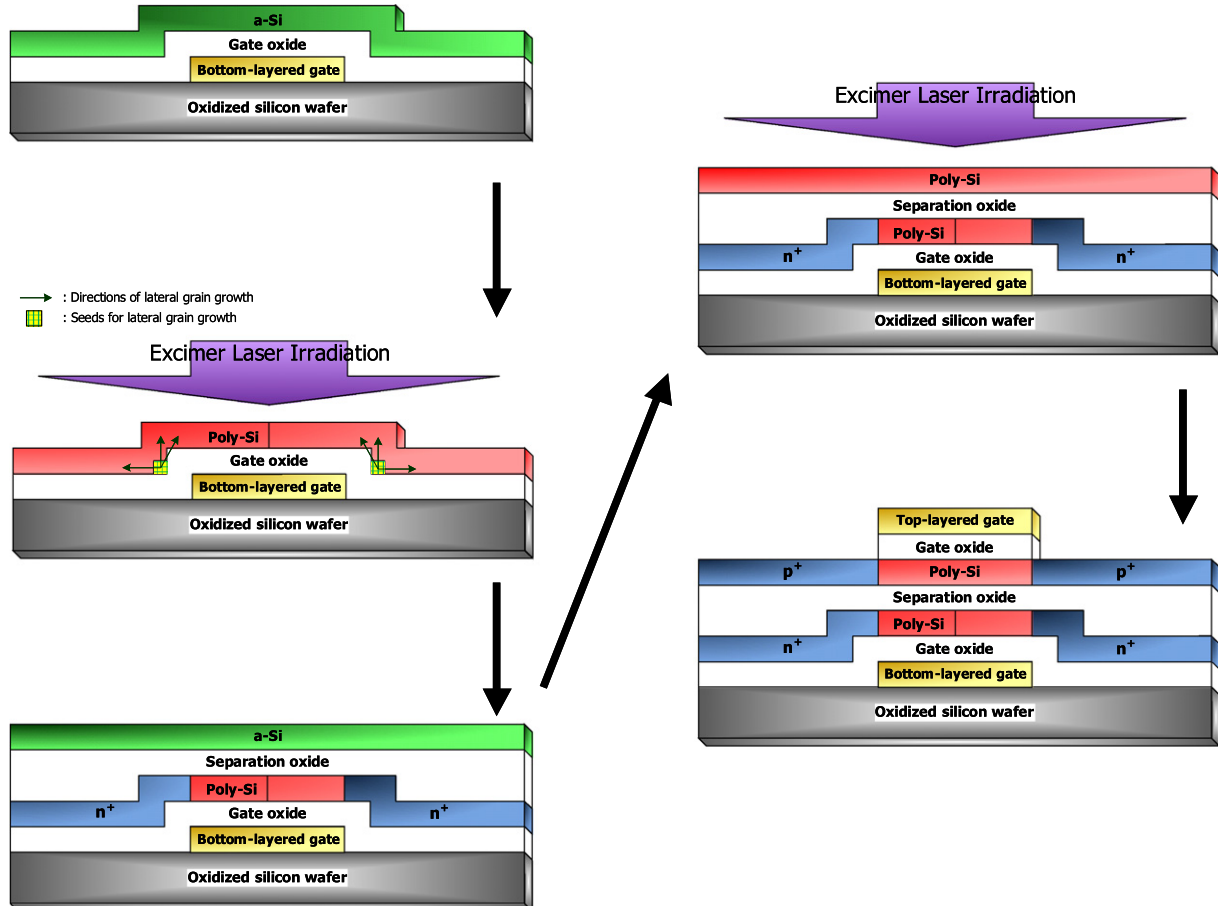 a-Si
Gate oxide
Bottom-layered gate
Oxidized silicon wafer
: Directions of lateral grain growth
: Seeds for lateral grain growth
Excimer Laser Irradiation
Poly-Si
Gate oxide
Bottom-layered gate
Oxidized silicon wafer
a-Si
Separation oxide
Poly-Si
n+ n+
Gate oxide
Bottom-layered gate
Oxidized silicon wafer
Excimer Laser Irradiation
Poly-Si
Separation oxide
Poly-Si
n+ n+
Gate oxide
Bottom-layered gate
Oxidized silicon wafer
Top-layered gate
Gate oxide
p+ Poly-Si p+
Separation oxide
Poly-Si
n+ n+
Gate oxide
Bottom-layered gate
Oxidized silicon wafer